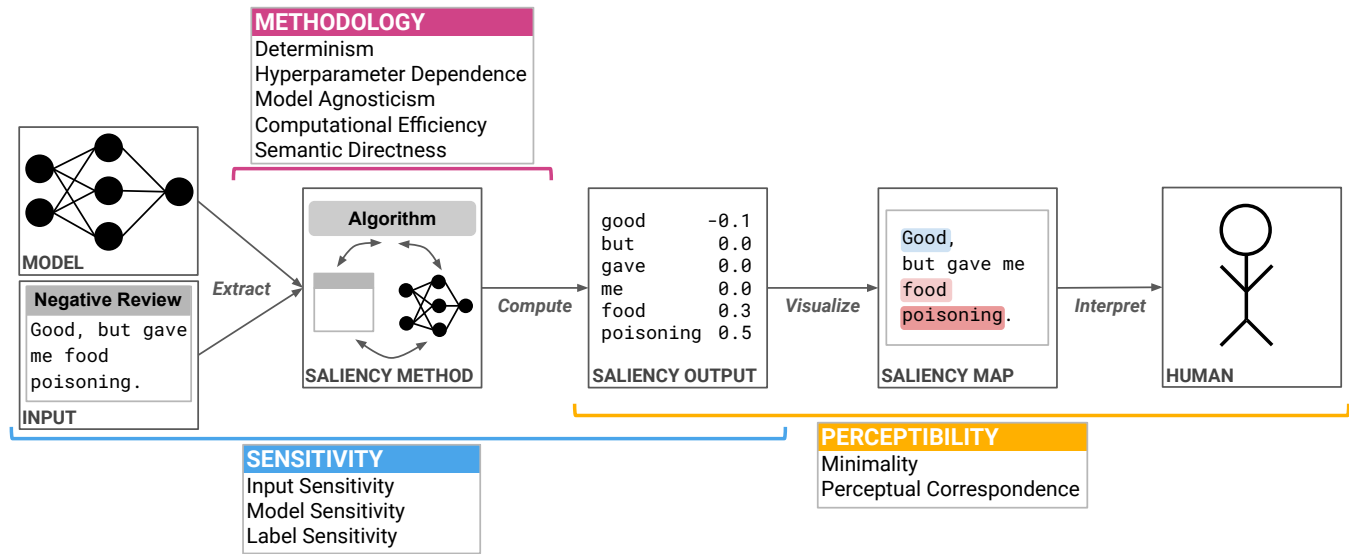 METHODOLOGY
Determinism
Hyperparameter Dependence
Model Agnosticism
Computational Efficiency
Semantic Directness
MODEL
Negative Review
Good, but gave
me food
poisoning.
INPUT
Extract
Algorithm
SALIENCY METHOD
Compute
good -0.1
but 0.0
gave 0.0
me 0.0
food 0.3
poisoning 0.5
SALIENCY OUTPUT
Visualize
Good,
but gave me
food
poisoning.
SALIENCY MAP
Interpret
HUMAN
SENSITIVITY
Input Sensitivity
Model Sensitivity
Label Sensitivity
PERCEPTIBILITY
Minimality
Perceptual Correspondence